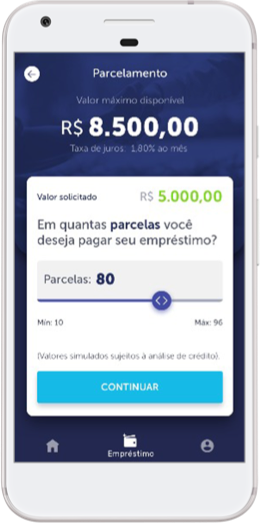 Parcelamento
Valor máximo disponível
R$ 8.500,00
Taxa de juros: 1,80% ao mês
Valor solicitado R$ 5.000,00
Em quantas parcelas você
deseja pagar seu empréstimo?
Parcelas: 80
Mín: 10 Máx: 96
(Valores simulados sujeitos à análise de crédito).
CONTINUAR
Empréstimo